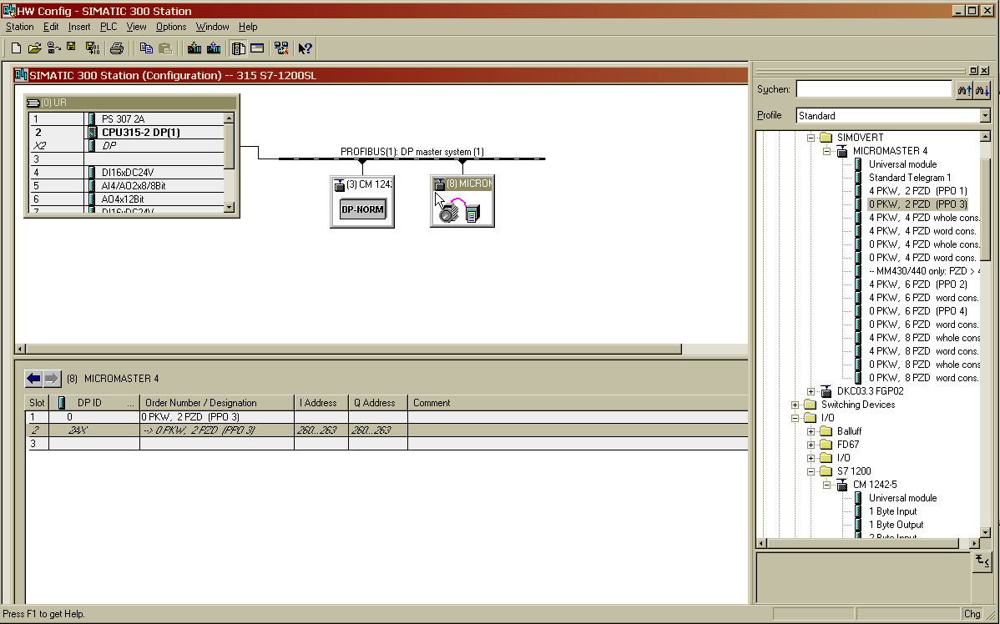 HW Config - SIMATIC 300 Station
Station Edit Insert PLC View Options Window Help
SIMATIC 300 Station (Configuration) -- 315 S7-1200SL
(0) UR
1 PS 307 2A
2 CPU315-2 DP(1)
X2 DP
3
4 DI16xDC24V
5 AI4/AO2x8/8Bit
6 AO4x12Bit
7 DI16xDC24V
PROFIBUS(1): DP master system (1)
(3) CM 124
DP-NORM
(8) MICRON
(8) MICROMASTER 4
Slot DP ID ... Order Number / Designation I Address Q Address Comment
1 0 0 PKW, 2 PZD (PPO 3)
2 24X --> 0 PKW, 2 PZD (PPO 3) 260...263 260...263
3
Suchen:
Profile Standard
SIMOVERT
MICROMASTER 4
Universal module
Standard Telegram 1
4 PKW, 2 PZD (PPO 1)
0 PKW, 2 PZD (PPO 3)
4 PKW, 4 PZD whole cons.
4 PKW, 4 PZD word cons.
0 PKW, 4 PZD whole cons.
0 PKW, 4 PZD word cons.
-- MM430/440 only: PZD > 4
4 PKW, 6 PZD (PPO 2)
4 PKW, 6 PZD word cons.
0 PKW, 6 PZD (PPO 4)
0 PKW, 6 PZD word cons.
4 PKW, 8 PZD whole cons
4 PKW, 8 PZD word cons.
0 PKW, 8 PZD whole cons
0 PKW, 8 PZD word cons.
DKC03.3 FGP02
Switching Devices
I/O
Balluff
FD67
I/O
S7 1200
CM 1242-5
Universal module
1 Byte Input
1 Byte Output
2 Byte Input
Press F1 to get Help.
Chg